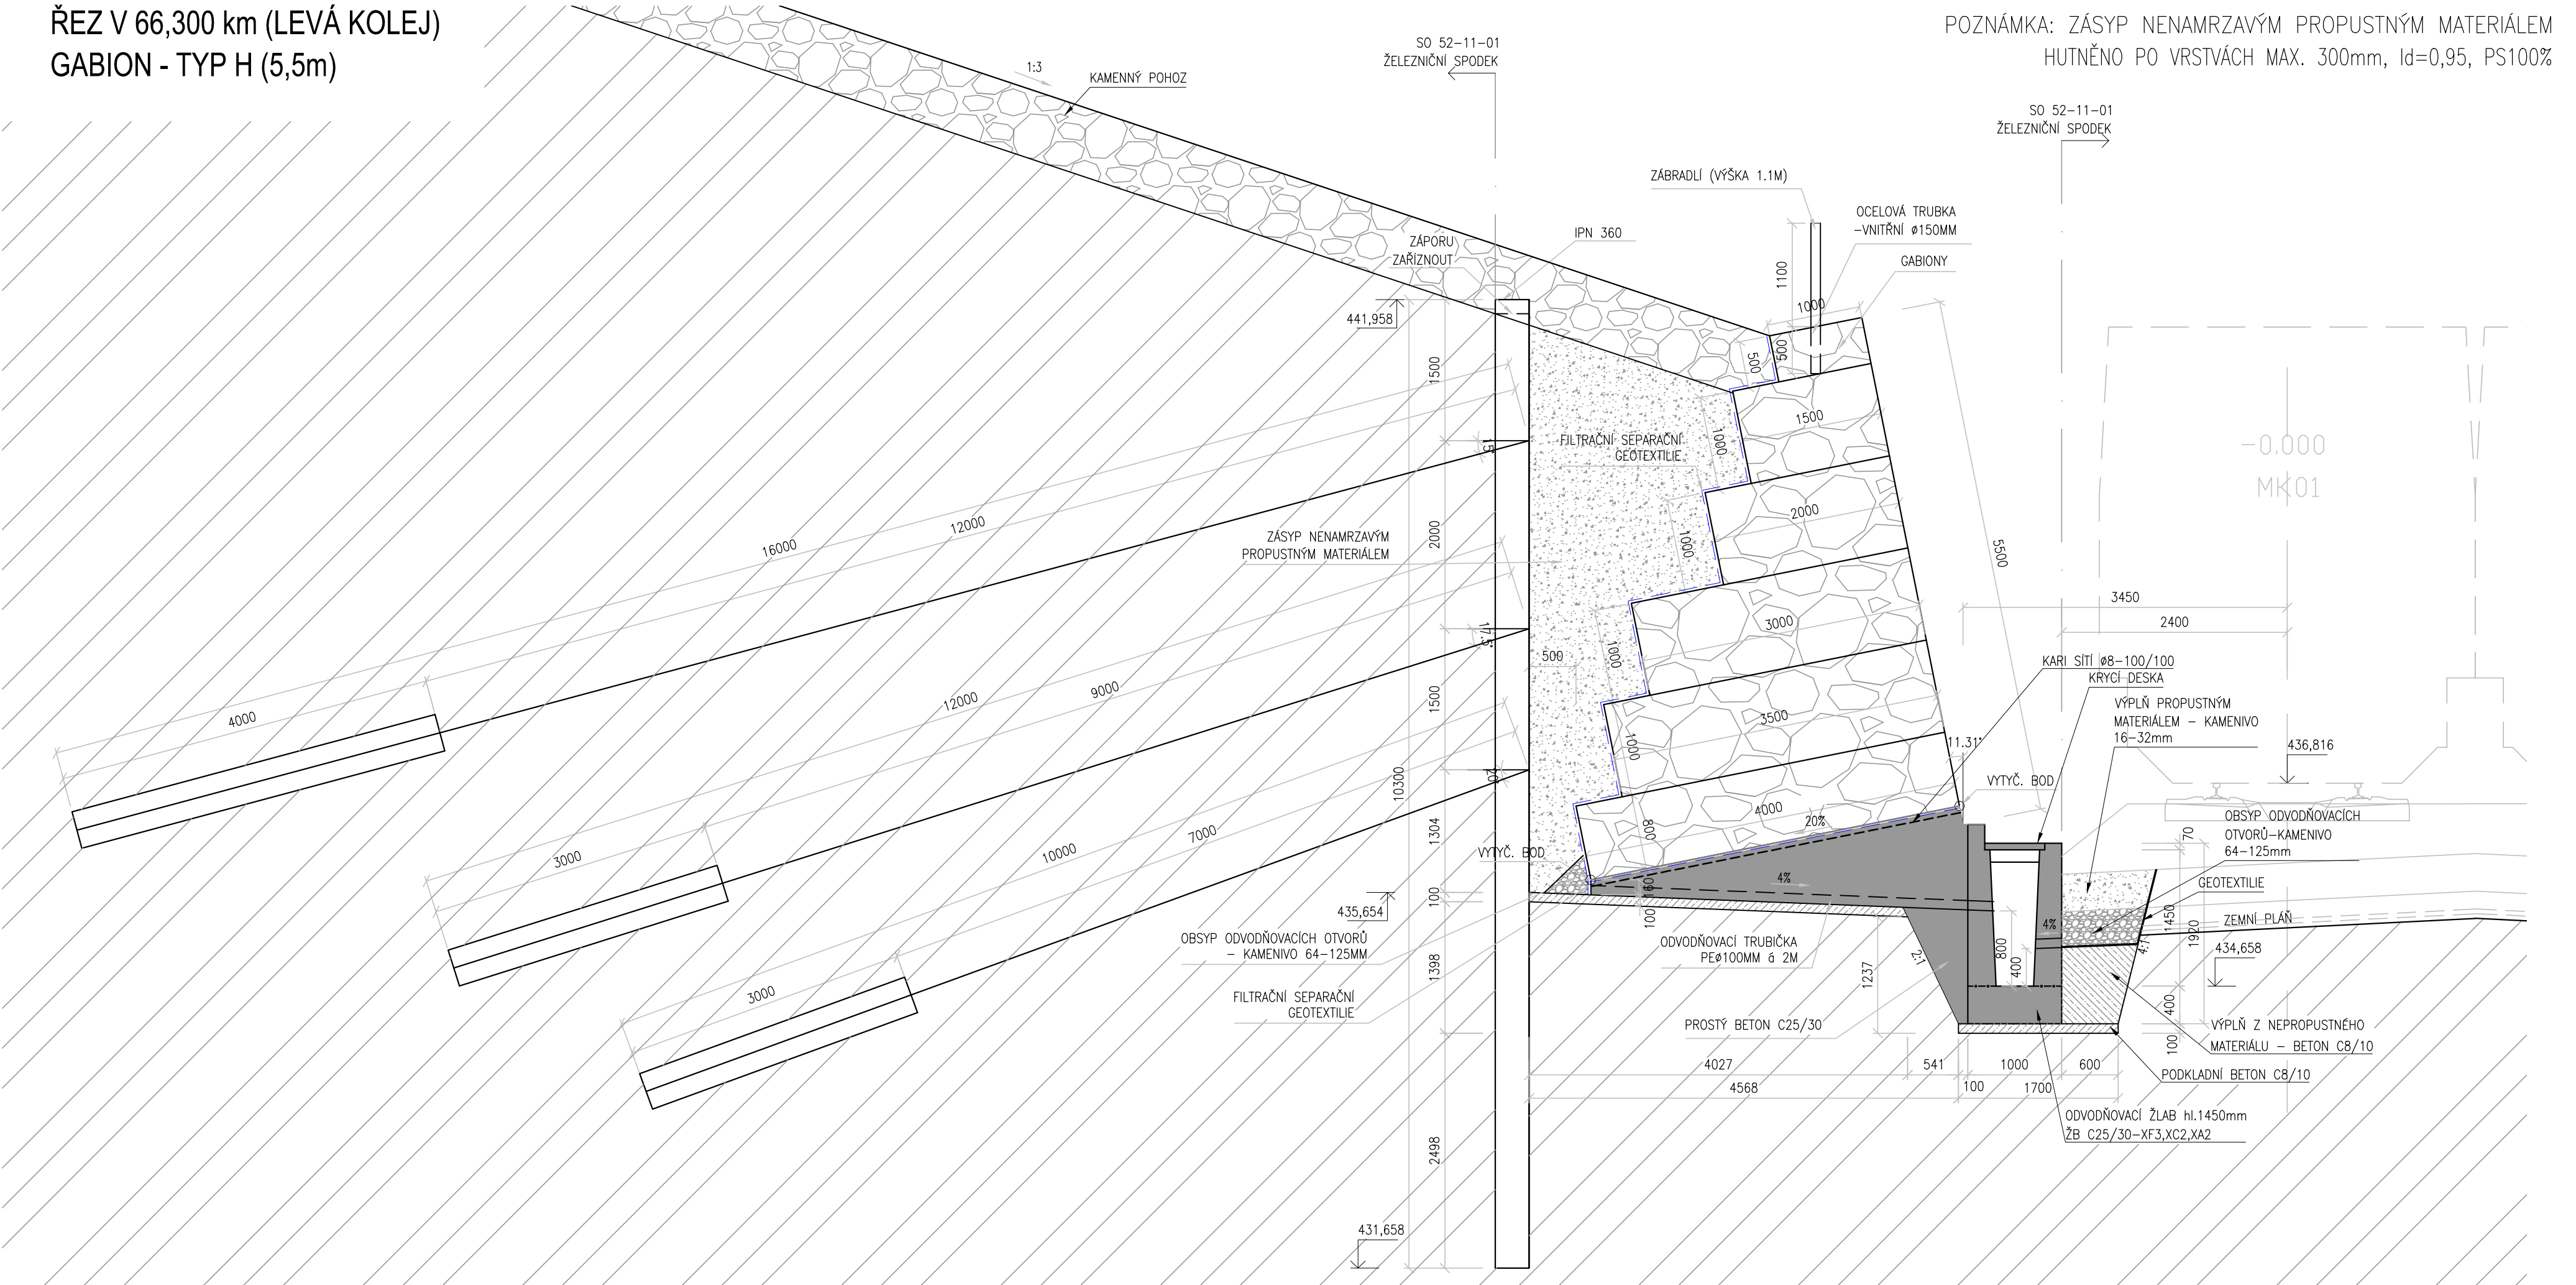 ŘEZ V 66,300 km (LEVÁ KOLEJ)
GABION - TYP H (5,5m)
POZNÁMKA: ZÁSYP NENAMRZAVÝM PROPUSTNÝM MATERIÁLEM
HUTNĚNO PO VRSTVÁCH MAX. 300mm, Id=0,95, PS100%
SO 52-11-01
ŽELEZNIČNÍ SPODEK
SO 52-11-01
ŽELEZNIČNÍ SPODEK
1:3
KAMENNÝ POHOZ
ZÁBRADLÍ (VÝŠKA 1.1M)
OCELOVÁ TRUBKA
-VNITŘNÍ ø150MM
GABIONY
IPN 360
ZÁPORU
ZAŘÍZNOUT
1100
1000
441,958
500
500
1500
1500
15°
1000
FILTRAČNÍ SEPARAČNÍ
GEOTEXTILIE
-0.000
MK01
2000
12000
16000
2000
ZÁSYP NENAMRZAVÝM
PROPUSTNÝM MATERIÁLEM
1000
5500
3450
2400
3000
17.5°
1000
500
KARI SÍTÍ ø8-100/100
KRYCÍ DESKA
VÝPLŇ PROPUSTNÝM
MATERIÁLEM - KAMENIVO
16-32mm
4000
12000
9000
1500
3500
1000
11.31°
436,816
20°
VYTYČ. BOD
10300
4000
20%
800
1304
OBSYP ODVODŇOVACÍCH
OTVORŮ-KAMENIVO
64-125mm
70
3000
10000
7000
VYTYČ. BOD
4%
160
100
100
435,654
GEOTEXTILIE
1450
1920
ZEMNÍ PLÁŇ
4%
434,658
4:1
OBSYP ODVODŇOVACÍCH OTVORŮ
- KAMENIVO 64-125MM
ODVODŇOVACÍ TRUBIČKA
PEø100MM á 2M
2:1
800
400
1398
1237
3000
FILTRAČNÍ SEPARAČNÍ
GEOTEXTILIE
PROSTÝ BETON C25/30
400
100
VÝPLŇ Z NEPROPUSTNÉHO
MATERIÁLU - BETON C8/10
4027
541
1000
600
4568
100
1700
PODKLADNÍ BETON C8/10
ODVODŇOVACÍ ŽLAB hl.1450mm
ŽB C25/30-XF3,XC2,XA2
2498
431,658